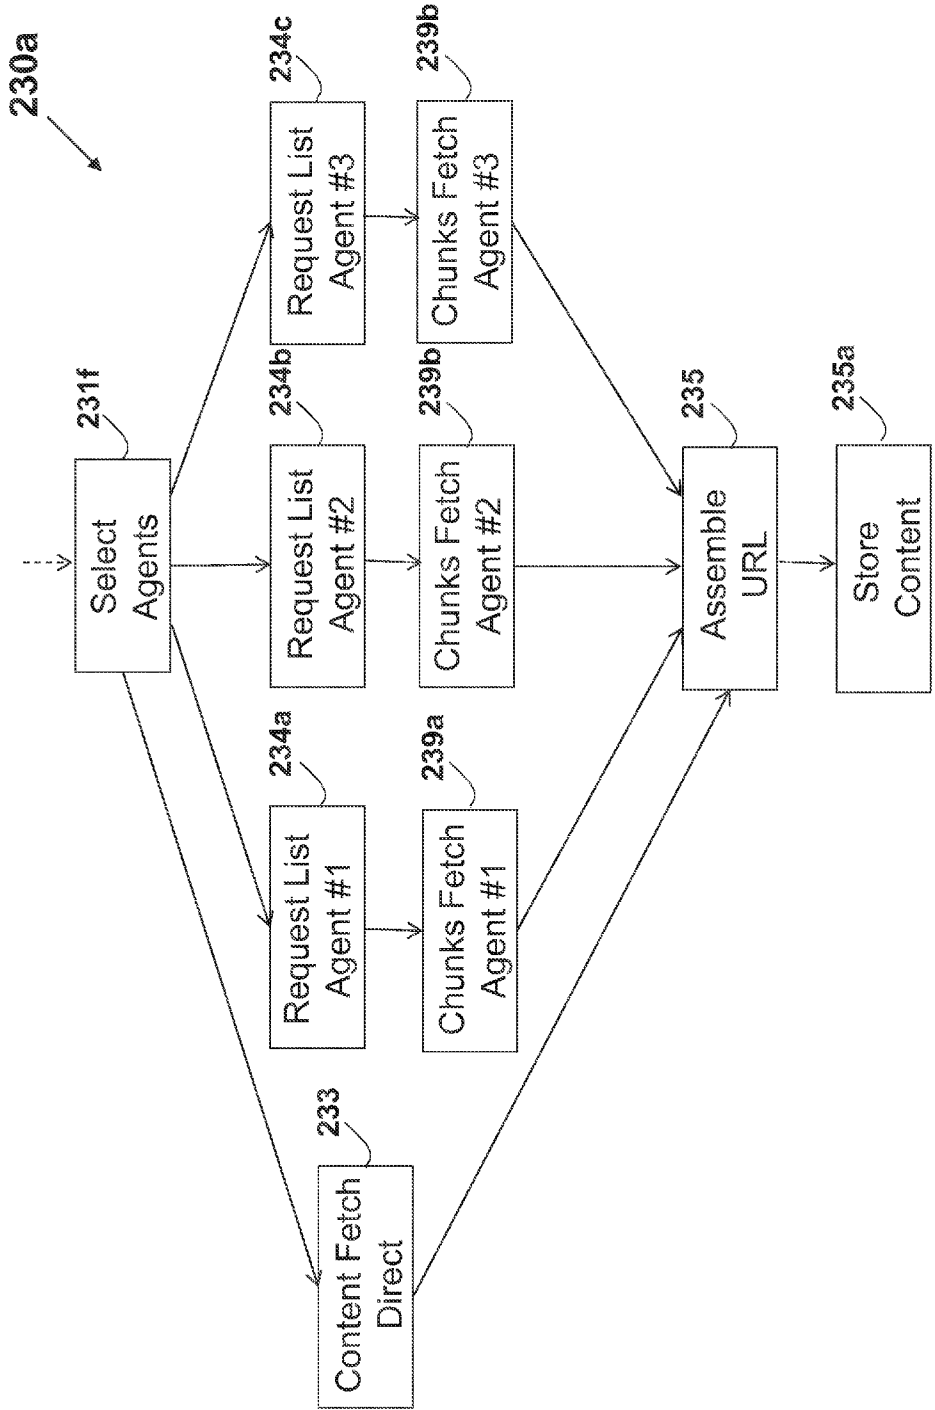 230a
231f
Select
Agents
233
Content Fetch
Direct
234a
Request List
Agent #1
234b
Request List
Agent #2
234c
Request List
Agent #3
239a
Chunks Fetch
Agent #1
239b
Chunks Fetch
Agent #2
239b
Chunks Fetch
Agent #3
235
Assemble
URL
235a
Store
Content